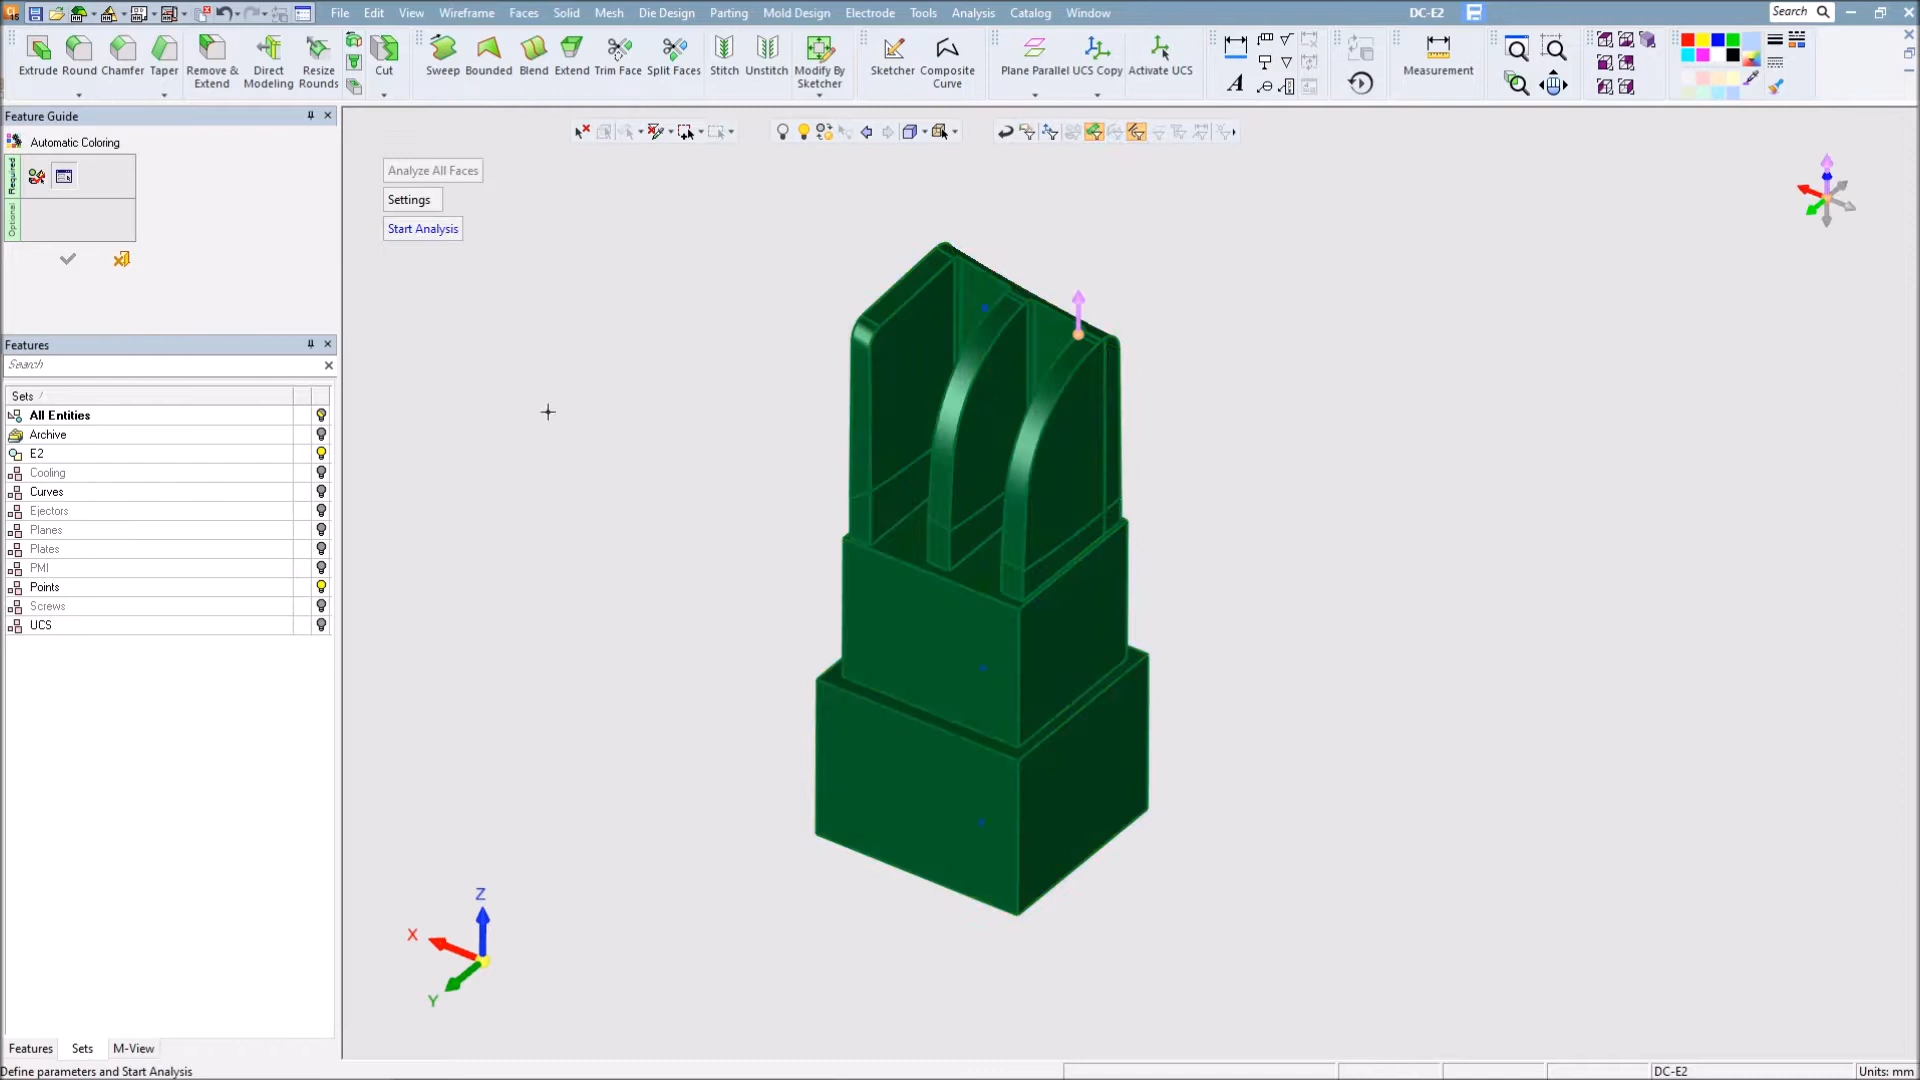 File Edit View Wireframe Faces Solid Mesh Die Design Parting Mold Design Electrode Tools Analysis Catalog Window
DC-E2
Search
Extrude Round Chamfer Taper Remove & Extend Direct Modeling Resize Rounds Cut Sweep Bounded Blend Extend Trim Face Split Faces Stitch Unstitch Modify By Sketcher Sketcher Composite Curve Plane Parallel UCS Copy Activate UCS A Measurement
Feature Guide
Automatic Coloring
Required
Optional
Analyze All Faces
Settings
Start Analysis
Features
Search
Sets
All Entities
Archive
E2
Cooling
Curves
Ejectors
Planes
Plates
PMI
Points
Screws
UCS
Z
X
Y
Features Sets M-View
Define parameters and Start Analysis
DC-E2
Units: mm